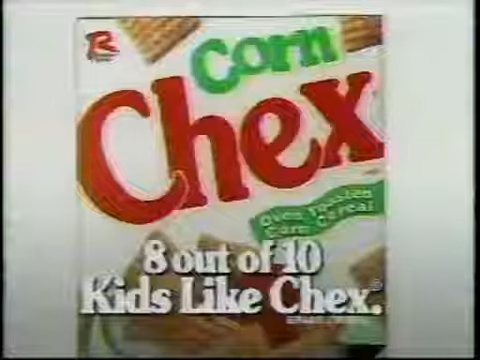 R
Corn
Chex
Oven Toasted
Corn Cereal
8 out of 10
Kids Like Chex.®